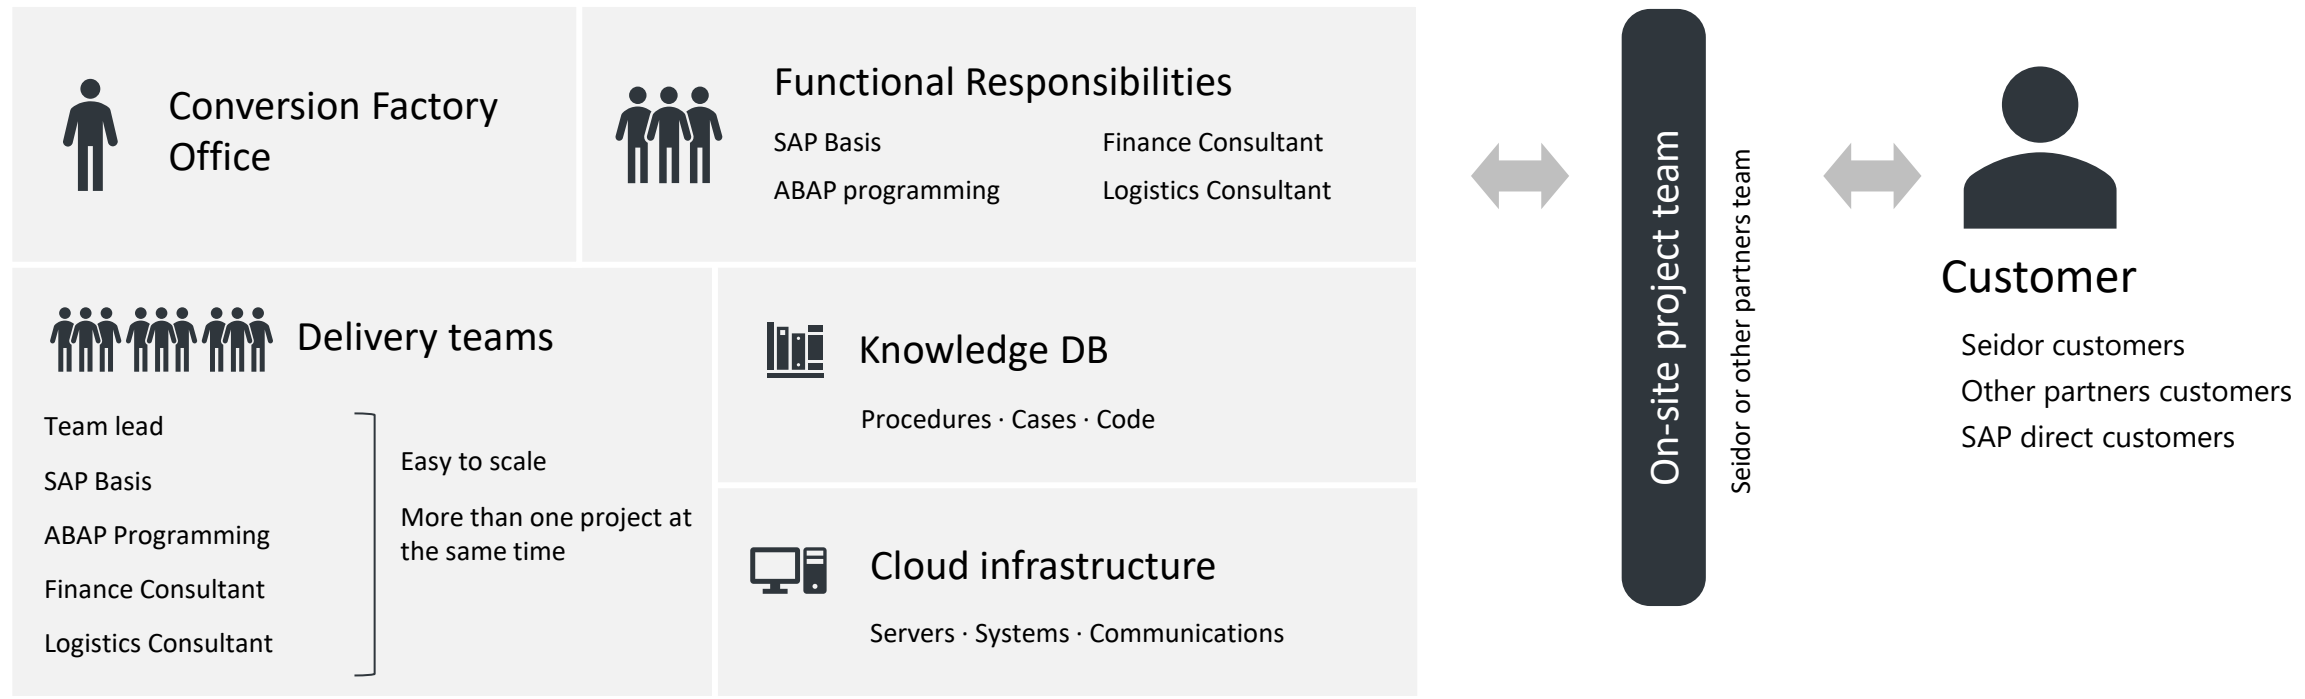 Conversion Factory
Office
Functional Responsibilities
SAP Basis
Finance Consultant
ABAP programming
Logistics Consultant
Delivery teams
Team lead
SAP Basis
ABAP Programming
Finance Consultant
Logistics Consultant
Easy to scale
More than one project at
the same time
Knowledge DB
Procedures · Cases · Code
Cloud infrastructure
Servers · Systems · Communications
On-site project team
Seidor or other partners team
Customer
Seidor customers
Other partners customers
SAP direct customers